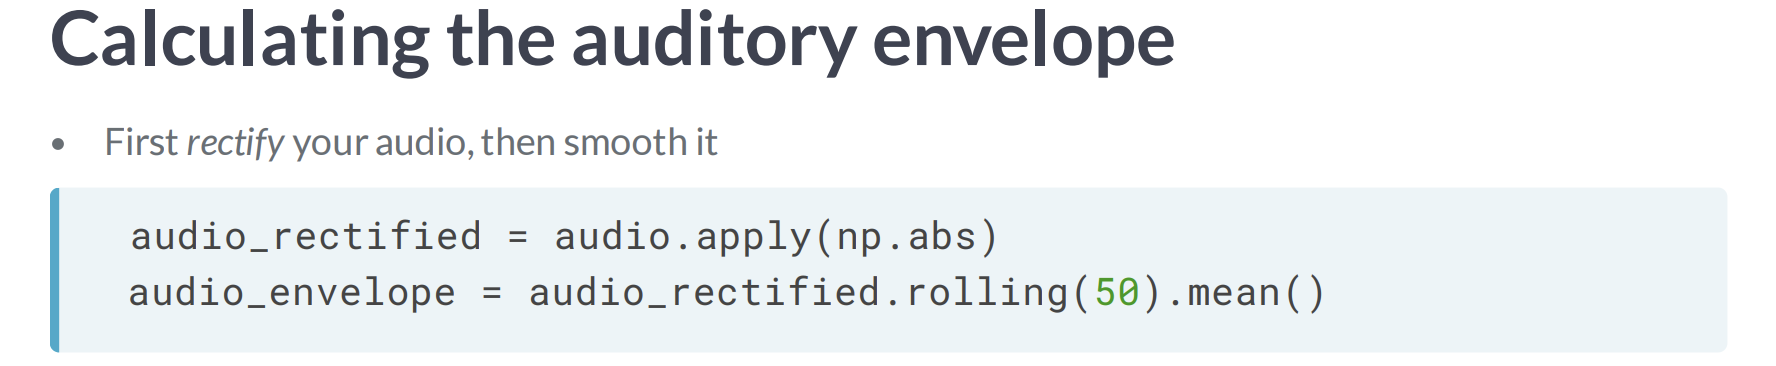 Calculating the auditory envelope
• First rectify your audio, then smooth it
audio_rectified = audio.apply(np.abs)
audio_envelope = audio_rectified.rolling(50).mean()